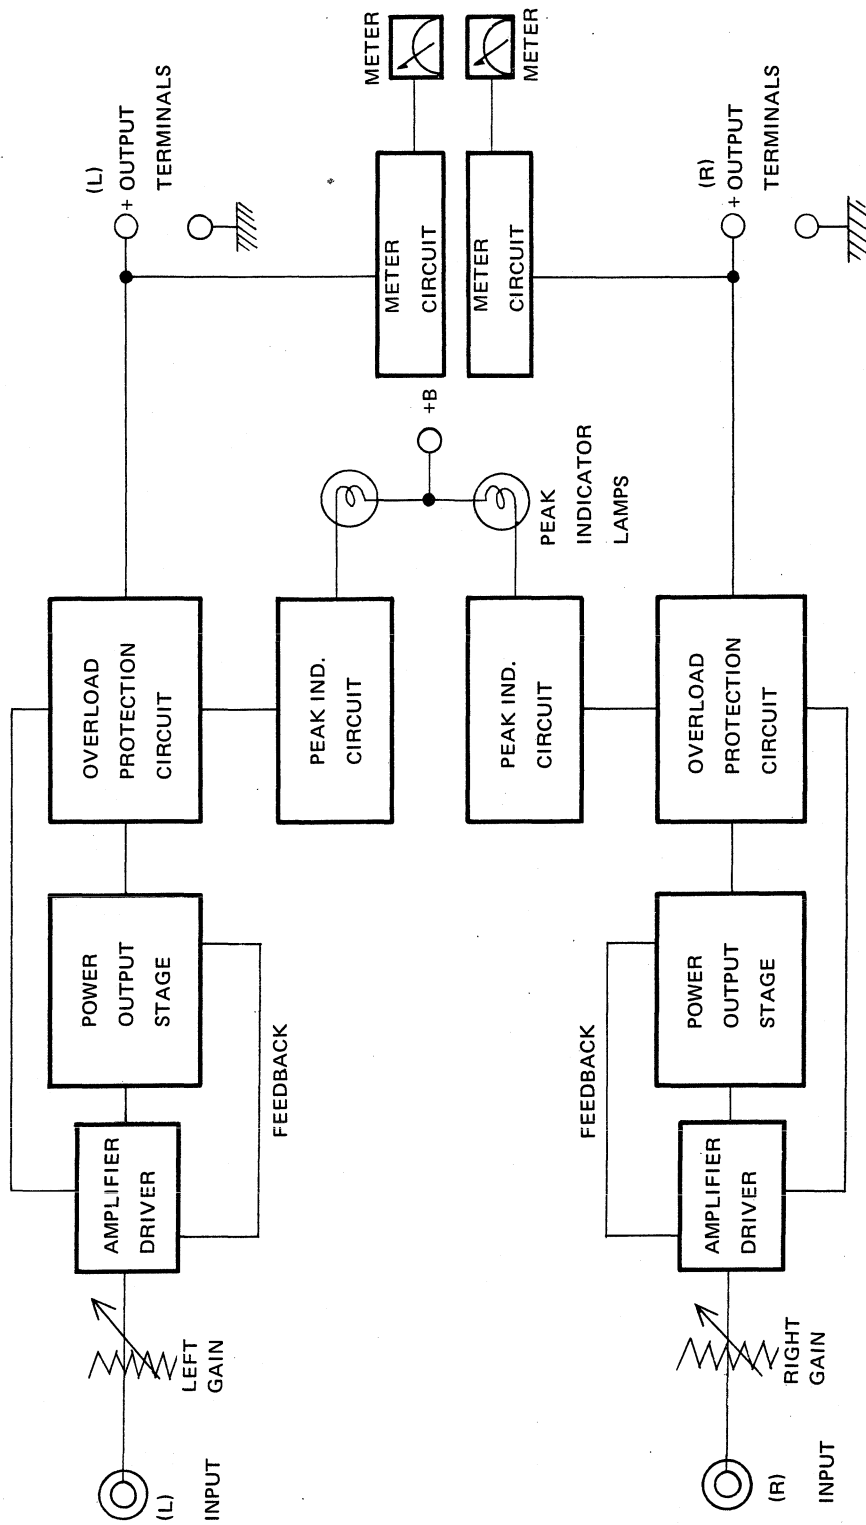 (L)
INPUT
LEFT
GAIN
AMPLIFIER
DRIVER
FEEDBACK
POWER
OUTPUT
STAGE
OVERLOAD
PROTECTION
CIRCUIT
PEAK IND.
CIRCUIT
(L)
+ OUTPUT
TERMINALS
METER
CIRCUIT
METER
+B
PEAK
INDICATOR
LAMPS
METER
CIRCUIT
METER
PEAK IND.
CIRCUIT
(R)
INPUT
RIGHT
GAIN
AMPLIFIER
DRIVER
FEEDBACK
POWER
OUTPUT
STAGE
OVERLOAD
PROTECTION
CIRCUIT
(R)
+ OUTPUT
TERMINALS